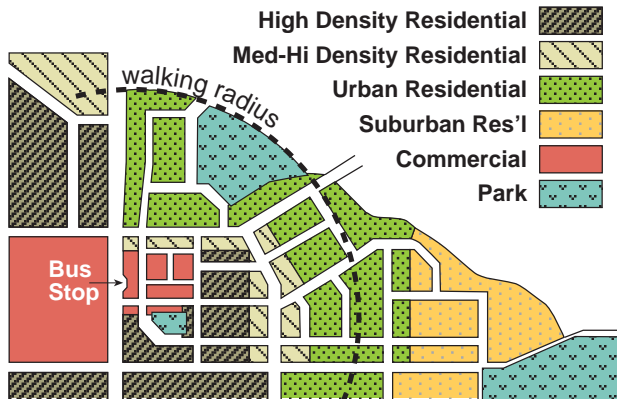 High Density Residential
Med-Hi Density Residential
walking radius
Urban Residential
Suburban Res'l
Commercial
Park
Bus
Stop